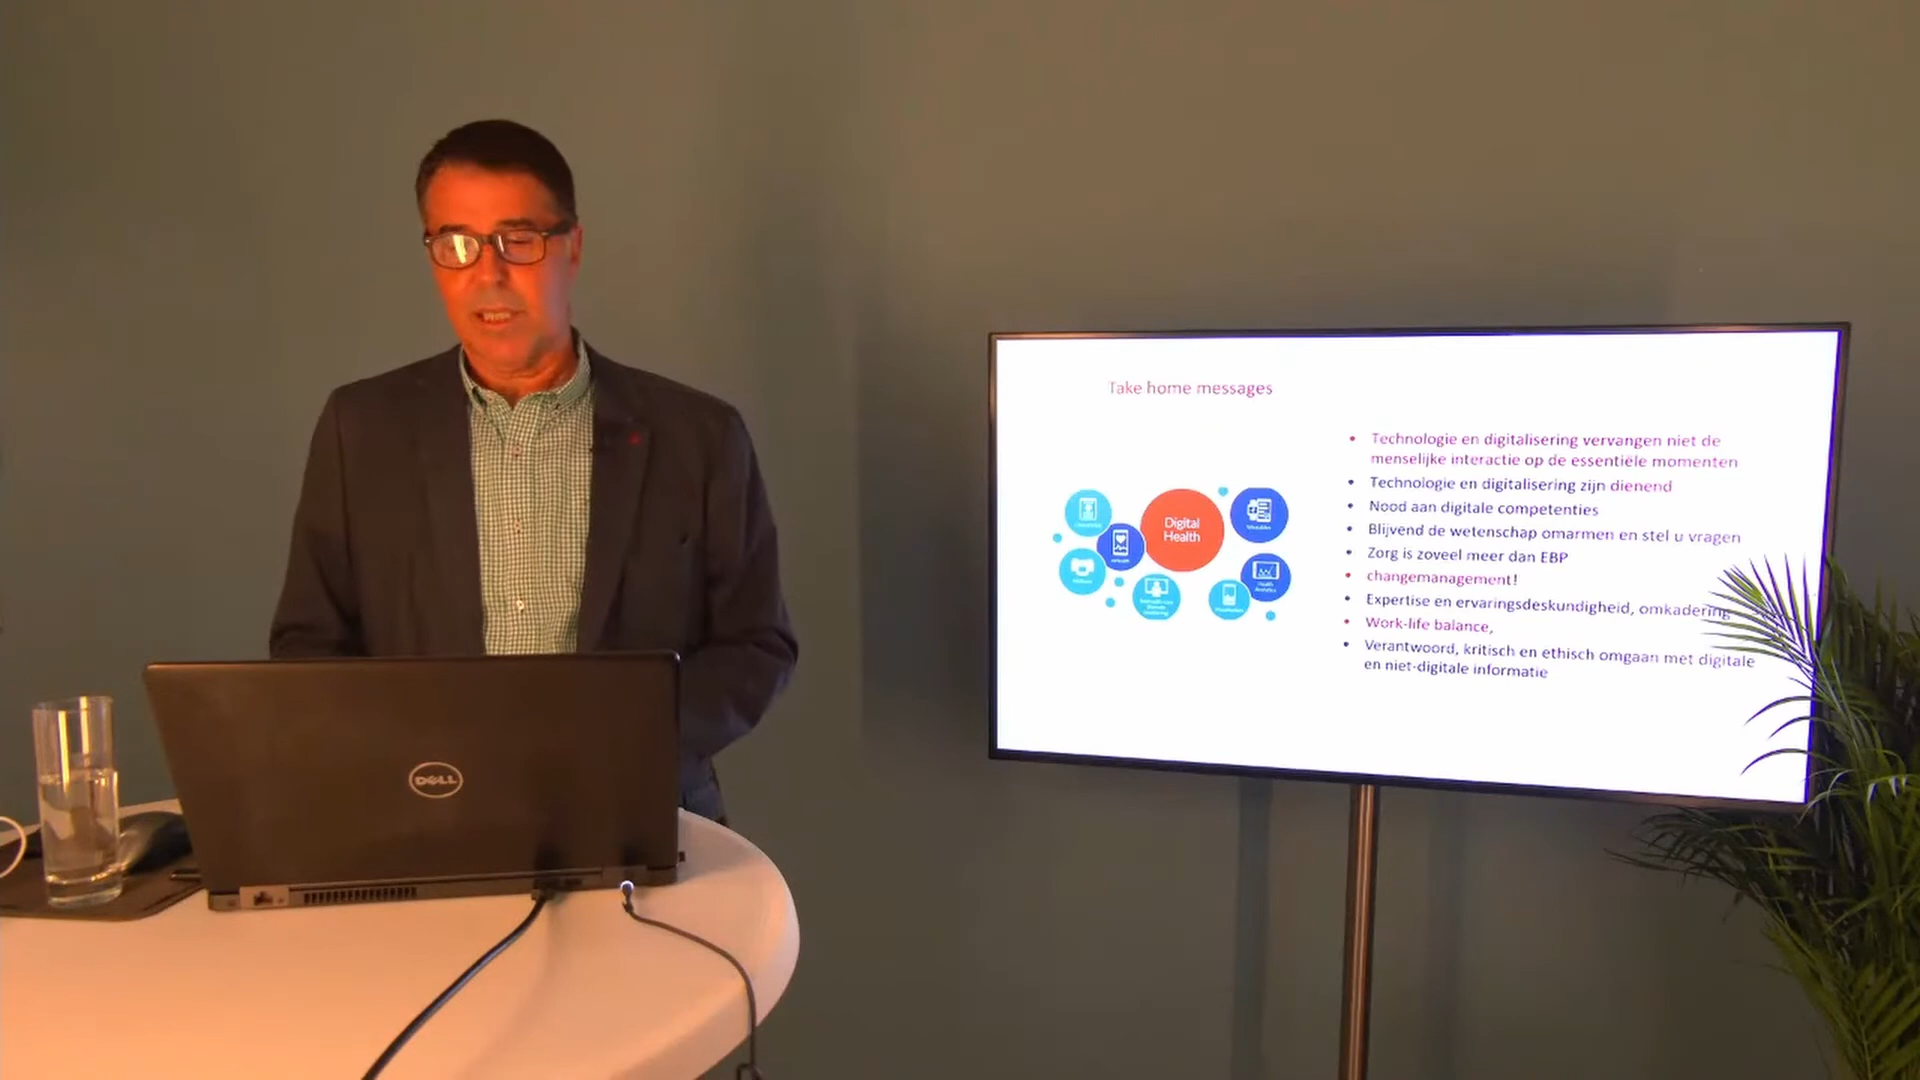 Take home messages
• Technologie en digitalisering vervangen niet de
menselijke interactie op de essentiële momenten
• Technologie en digitalisering zijn dienend
• Nood aan digitale competenties
• Blijvend de wetenschap omarmen en stel u vragen
• Zorg is zoveel meer dan EBP
• changemanagement!
• Expertise en ervaringsdeskundigheid, omkadering
• Work-life balance,
• Verantwoord, kritisch en ethisch omgaan met digitale
en niet-digitale informatie
Digital
Health
Health
Analytics
DELL